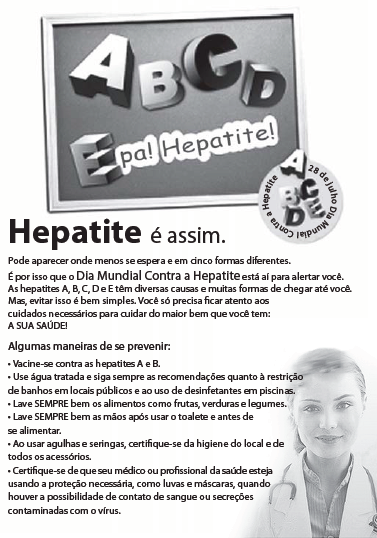 A B C D
Epa! Hepatite!
28 de Julho Dia Mundial Contra a Hepatite
A B C D E
Hepatite é assim.
Pode aparecer onde menos se espera e em cinco formas diferentes.
É por isso que o Dia Mundial Contra a Hepatite está aí para alertar você.
As hepatites A, B, C, D e E têm diversas causas e muitas formas de chegar até você.
Mas, evitar isso é bem simples. Você só precisa ficar atento aos
cuidados necessários para cuidar do maior bem que você tem:
A SUA SAÚDE!
Algumas maneiras de se prevenir:
• Vacine-se contra as hepatites A e B.
• Use água tratada e siga sempre as recomendações quanto à restrição
de banhos em locais públicos e ao uso de desinfetantes em piscinas.
• Lave SEMPRE bem os alimentos como frutas, verduras e legumes.
• Lave SEMPRE bem as mãos após usar o toalete e antes de
se alimentar.
• Ao usar agulhas e seringas, certifique-se da higiene do local e de
todos os acessórios.
• Certifique-se de que seu médico ou profissional da saúde esteja
usando a proteção necessária, como luvas e máscaras, quando
houver a possibilidade de contato de sangue ou secreções
contaminadas com o vírus.